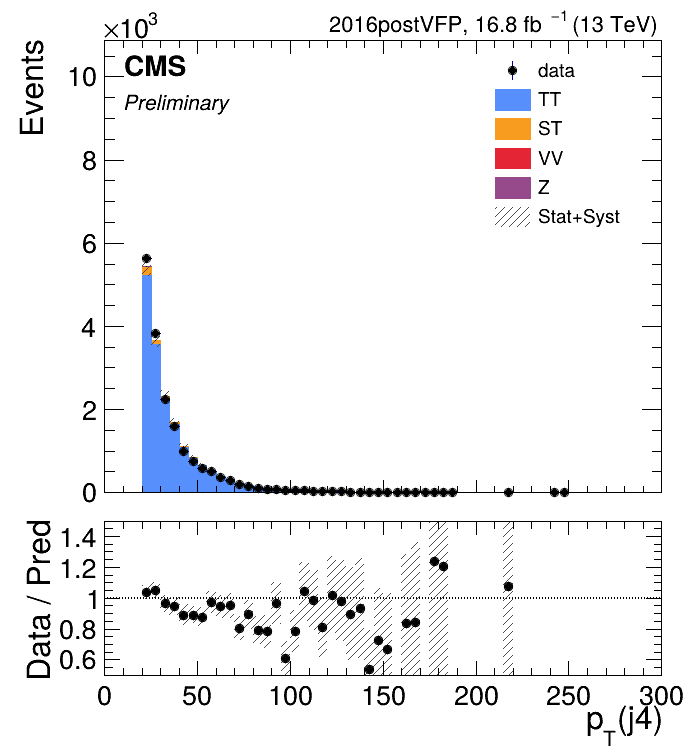 ×10³ 2016postVFP, 16.8 fb ⁻¹ (13 TeV)
Events
10
8
6
4
2
0
CMS
Preliminary
data
TT
ST
VV
Z
Stat+Syst
Data / Pred
1.4
1.2
1
0.8
0.6
0 50 100 150 200 250 300
p_T(j4)